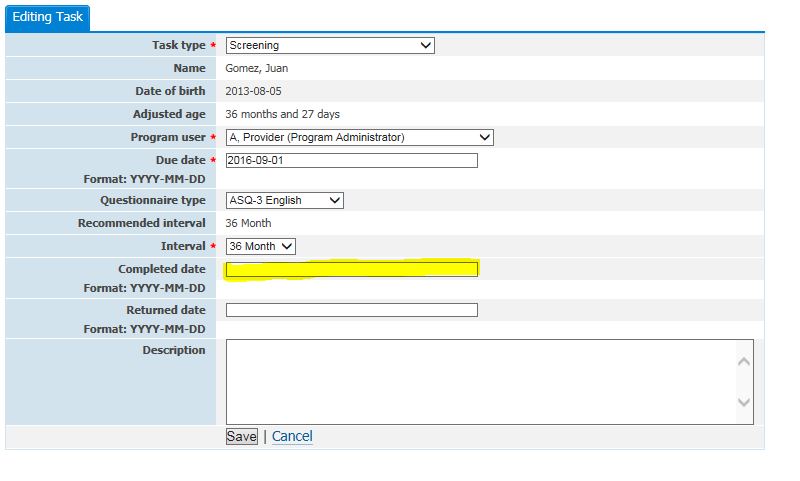 Editing Task
Task type * Screening
Name Gomez, Juan
Date of birth 2013-08-05
Adjusted age 36 months and 27 days
Program user * A, Provider (Program Administrator)
Due date * 2016-09-01
Format: YYYY-MM-DD
Questionnaire type ASQ-3 English
Recommended interval 36 Month
Interval * 36 Month
Completed date
Format: YYYY-MM-DD
Returned date
Format: YYYY-MM-DD
Description
Save | Cancel